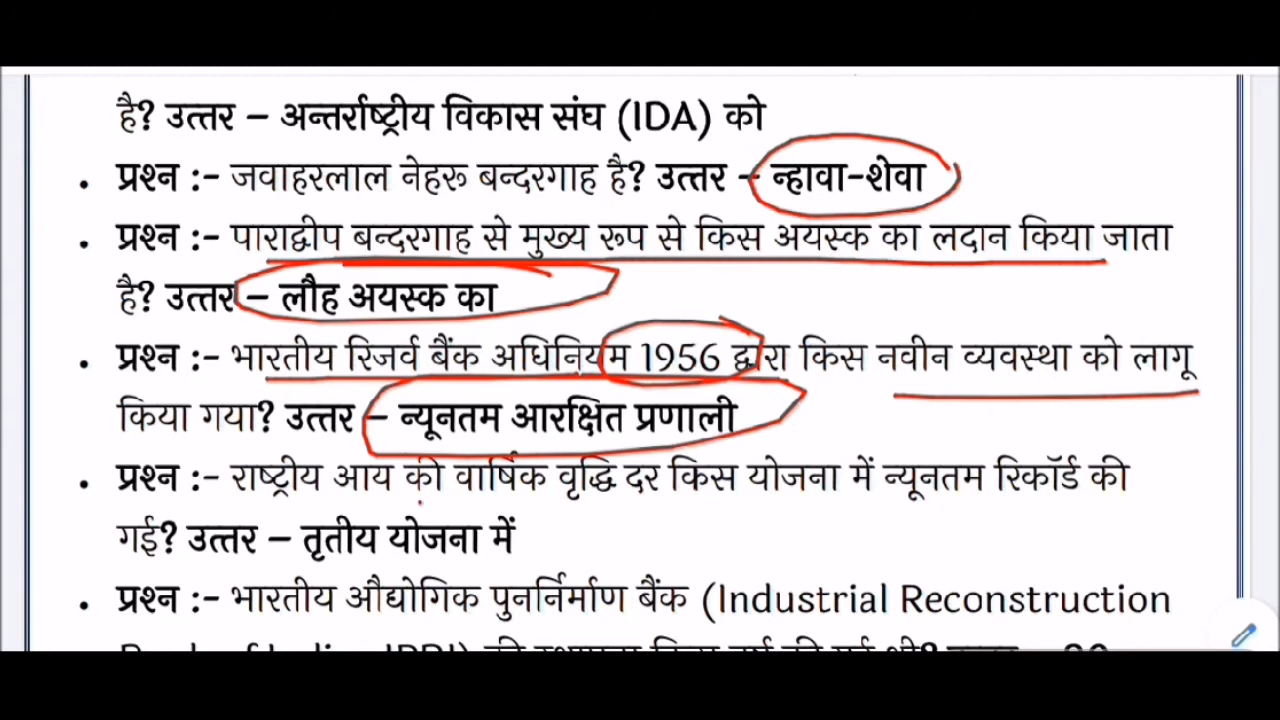 है? उत्तर – अन्तर्राष्ट्रीय विकास संघ (IDA) को
• प्रश्न :- जवाहरलाल नेहरू बन्दरगाह है? उत्तर – न्हावा-शेवा
• प्रश्न :- पाराद्वीप बन्दरगाह से मुख्य रूप से किस अयस्क का लदान किया जाता
है? उत्तर – लौह अयस्क का
• प्रश्न :- भारतीय रिजर्व बैंक अधिनियम 1956 द्वारा किस नवीन व्यवस्था को लागू
किया गया? उत्तर – न्यूनतम आरक्षित प्रणाली
• प्रश्न :- राष्ट्रीय आय की वार्षिक वृद्धि दर किस योजना में न्यूनतम रिकॉर्ड की
गई? उत्तर – तृतीय योजना में
• प्रश्न :- भारतीय औद्योगिक पुनर्निर्माण बैंक (Industrial Reconstruction